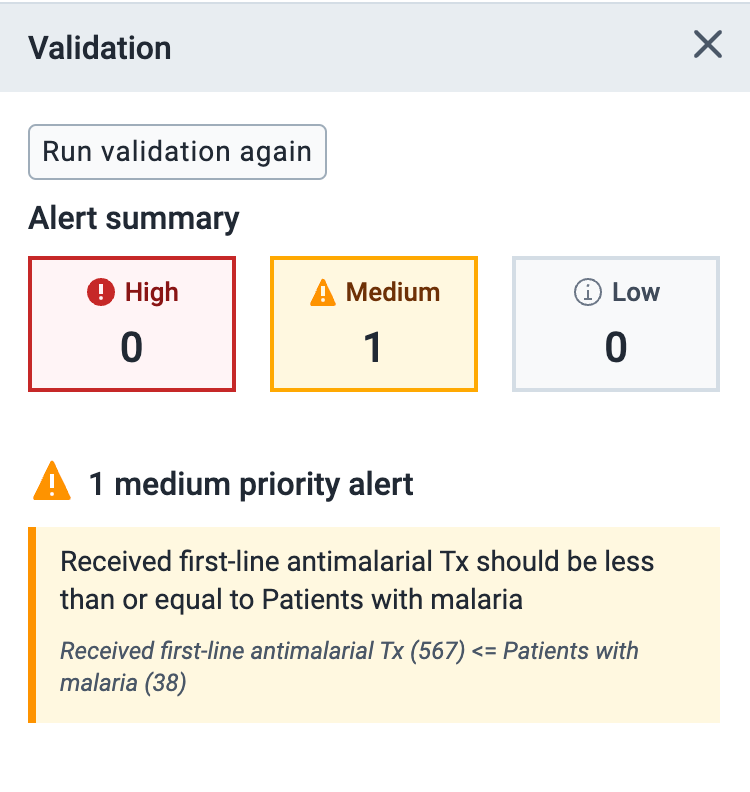 Validation
Run validation again
Alert summary
High
Medium
Low
0
1
0
1 medium priority alert
Received first-line antimalarial Tx should be less
than or equal to Patients with malaria
Received first-line antimalarial Tx (567) <= Patients with
malaria (38)